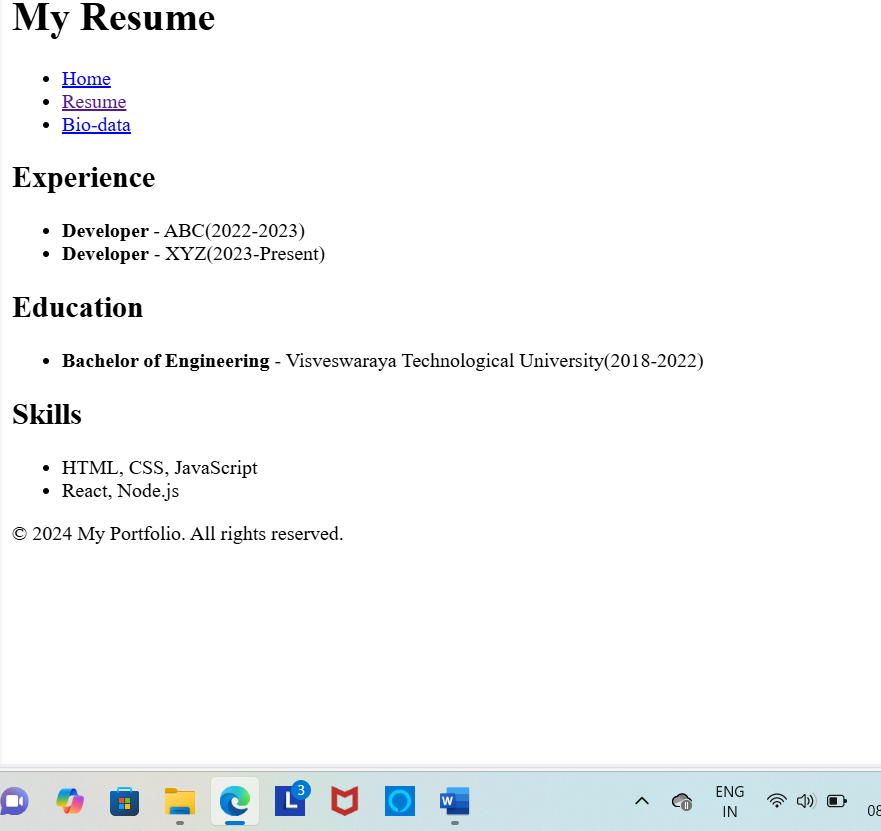 My Resume
Home
Resume
Bio-data
Experience
Developer - ABC(2022-2023)
Developer - XYZ(2023-Present)
Education
Bachelor of Engineering - Visveswaraya Technological University(2018-2022)
Skills
HTML, CSS, JavaScript
React, Node.js
© 2024 My Portfolio. All rights reserved.
L 3
W
ENG
IN
08